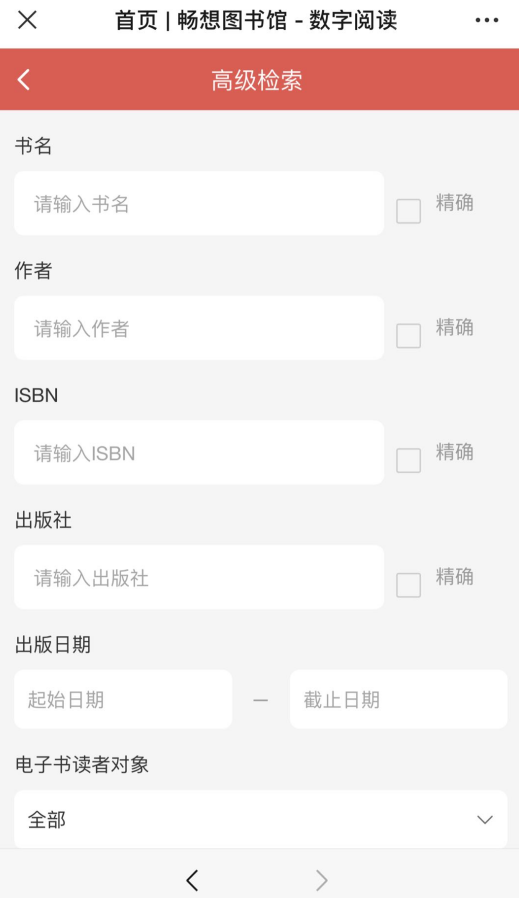 首页 | 畅想图书馆 - 数字阅读
高级检索
书名
请输入书名 精确
作者
请输入作者 精确
ISBN
请输入ISBN 精确
出版社
请输入出版社 精确
出版日期
起始日期 — 截止日期
电子书读者对象
全部